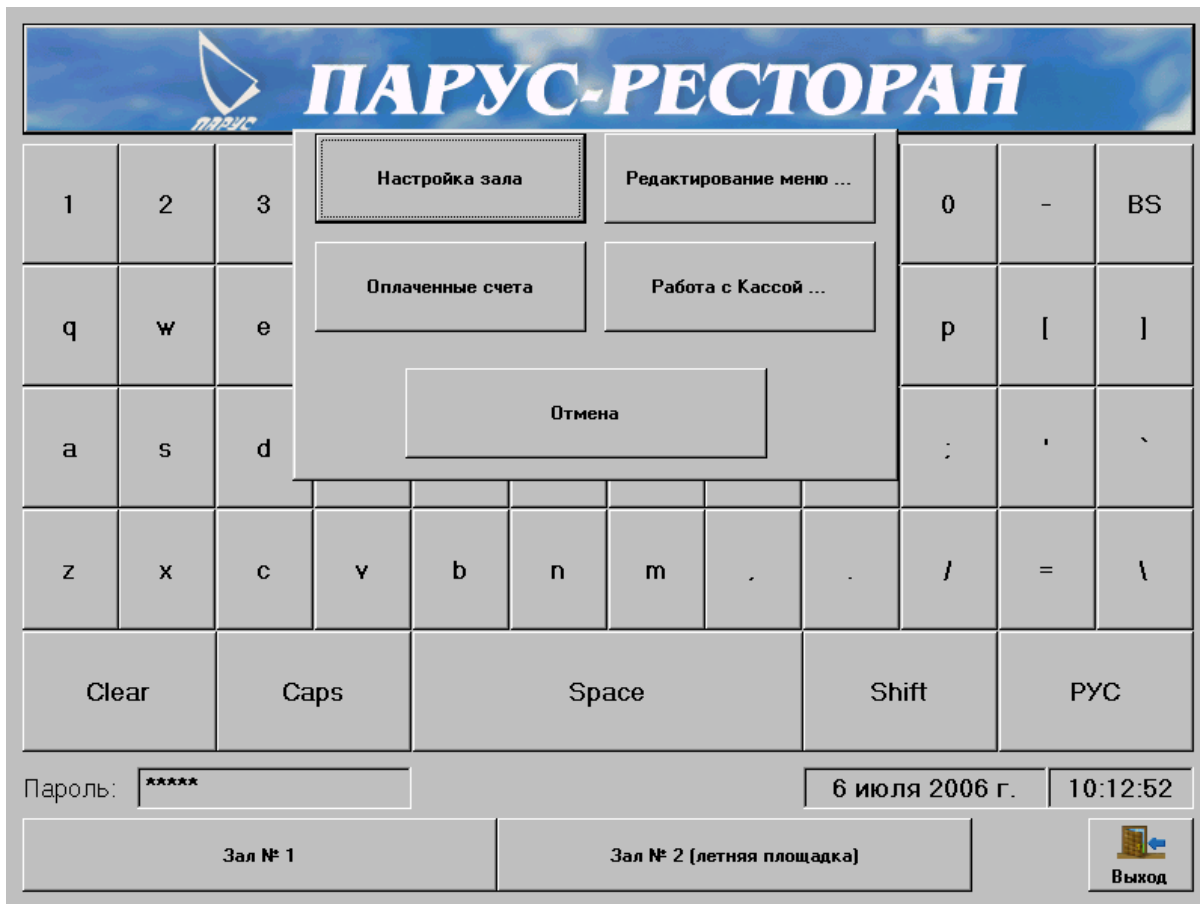 ПАРУС
ПАРУС-РЕСТОРАН
Настройка зала
Редактирование меню ...
Оплаченные счета
Работа с Кассой ...
Отмена
1 2 3 0 - BS
q w e p [ ]
a s d ; ' `
z x c v b n m , . / = \
Clear Caps Space Shift РУС
Пароль: ***** 6 июля 2006 г. 10:12:52
Зал № 1 Зал № 2 (летняя площадка) Выход